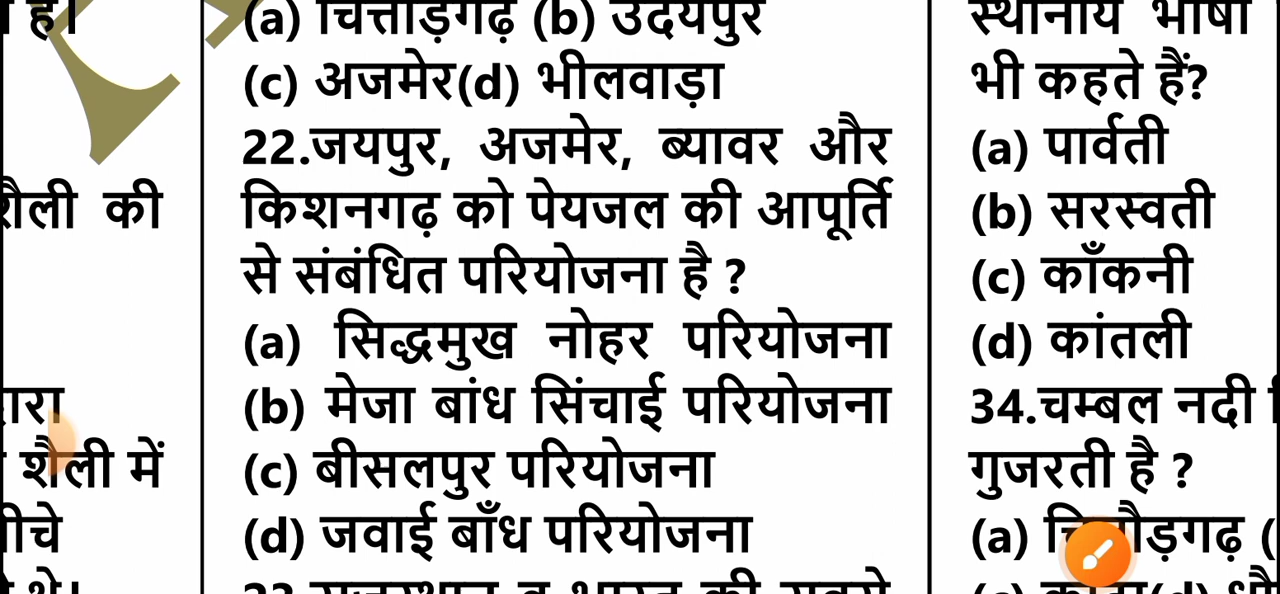 है।
शैली की
शैली में
(a) चित्तौड़गढ़ (b) उदयपुर
(c) अजमेर(d) भीलवाड़ा
22.जयपुर, अजमेर, ब्यावर और
किशनगढ़ को पेयजल की आपूर्ति
से संबंधित परियोजना है ?
(a) सिद्धमुख नोहर परियोजना
(b) मेजा बांध सिंचाई परियोजना
(c) बीसलपुर परियोजना
(d) जवाई बाँध परियोजना
स्थानीय भाषा
भी कहते हैं?
(a) पार्वती
(b) सरस्वती
(c) काँकनी
(d) कांतली
34.चम्बल नदी
गुजरती है ?
(a) चित्तौड़गढ़ (